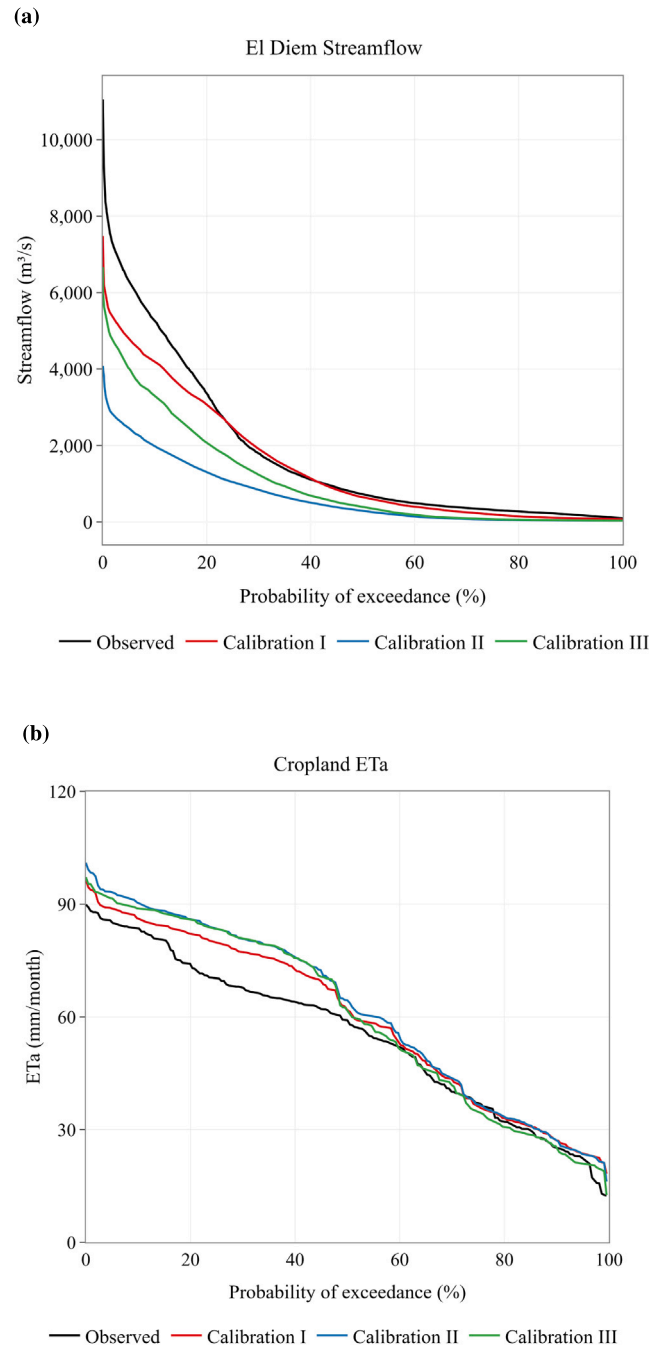 (a)
El Diem Streamflow
10,000
8,000
6,000
4,000
2,000
0
Streamflow (m³/s)
0 20 40 60 80 100
Probability of exceedance (%)
Observed Calibration I Calibration II Calibration III
(b)
Cropland ETa
120
90
60
30
0
ETa (mm/month)
0 20 40 60 80 100
Probability of exceedance (%)
Observed Calibration I Calibration II Calibration III